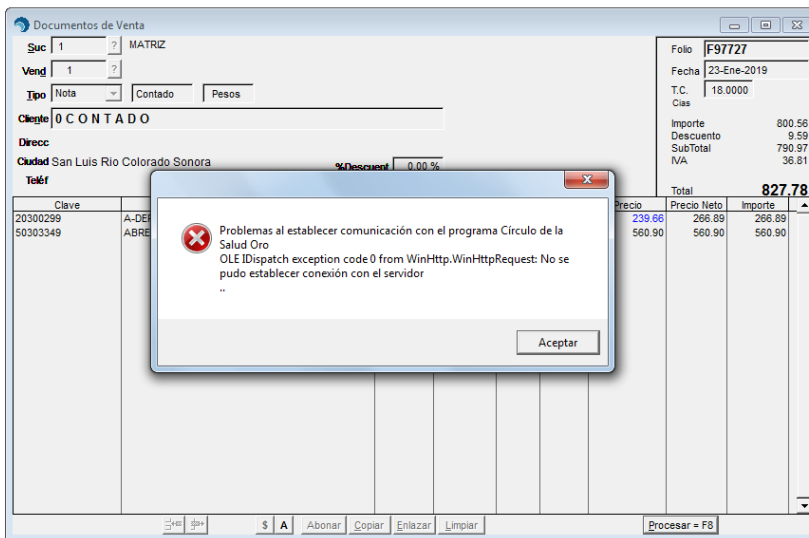 Documentos de Venta
Suc 1 ? MATRIZ
Vend 1 ?
Tipo Nota Contado Pesos
Cliente 0 C O N T A D O
Direcc
Ciudad San Luis Rio Colorado Sonora %Descuent 0.00 %
Teléf
Folio F97727
Fecha 23-Ene-2019
T.C. 18.0000
Cias
Importe 800.56
Descuento 9.59
SubTotal 790.97
IVA 36.81
Total 827.78
Clave Precio Precio Neto Importe
20300299 A-DEP 239.66 266.89 266.89
50303349 ABRE 560.90 560.90 560.90
Problemas al establecer comunicación con el programa Círculo de la
Salud Oro
OLE IDispatch exception code 0 from WinHttp.WinHttpRequest: No se
pudo establecer conexión con el servidor
..
Aceptar
$ A Abonar Copiar Enlazar Limpiar Procesar = F8